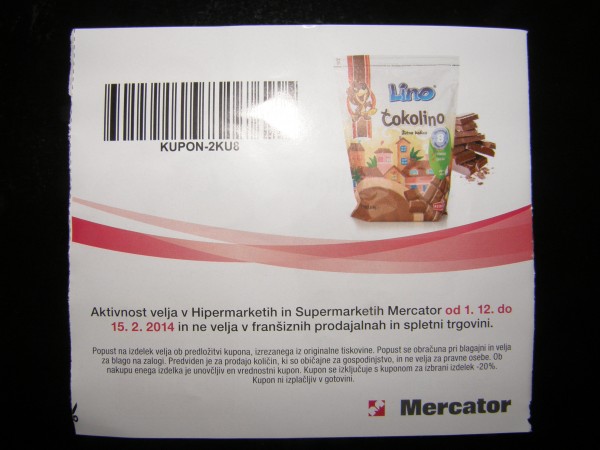 Lino
Čokolino
KUPON-2KU8
Aktivnost velja v Hipermarketih in Supermarketih Mercator od 1. 12. do
15. 2. 2014 in ne velja v franšiznih prodajalnah in spletni trgovini.
Popust na izdelek velja ob predložitvi kupona, izrezanega iz originalne tiskovine. Popust se obračuna pri blagajni in velja
za blago na zalogi. Predviden je za prodajo količin, ki so običajne za gospodinjstvo, in ne velja za pravne osebe. Ob
nakupu enega izdelka je unovčljiv en vrednostni kupon. Kupon se izključuje s kuponom za izbrani izdelek -20%.
Kupon ni izplačljiv v gotovini.
Mercator